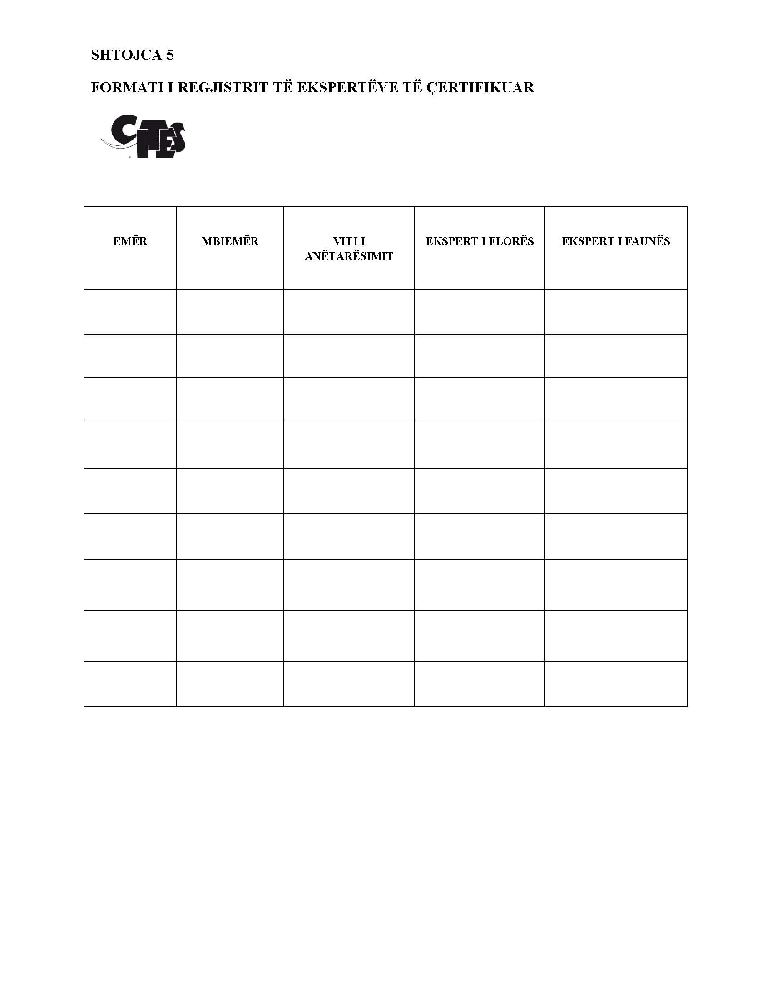 SHTOJCA 5
FORMATI I REGJISTRIT TË EKSPERTËVE TË ÇERTIFIKUAR
CITES
EMËR
MBIEMËR
VITI I
ANËTARËSIMIT
EKSPERT I FLORËS
EKSPERT I FAUNËS